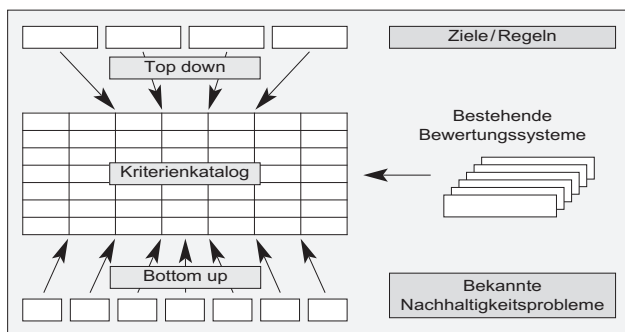 Ziele/Regeln
Top down
Bestehende
Bewertungssysteme
Kriterienkatalog
Bottom up
Bekannte
Nachhaltigkeitsprobleme